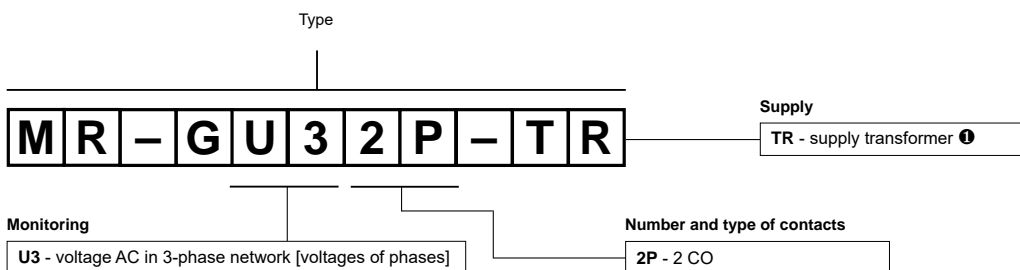 Type
MR–GU32P–TR
Supply
TR - supply transformer ❶
Monitoring
U3 - voltage AC in 3-phase network [voltages of phases]
Number and type of contacts
2P - 2 CO